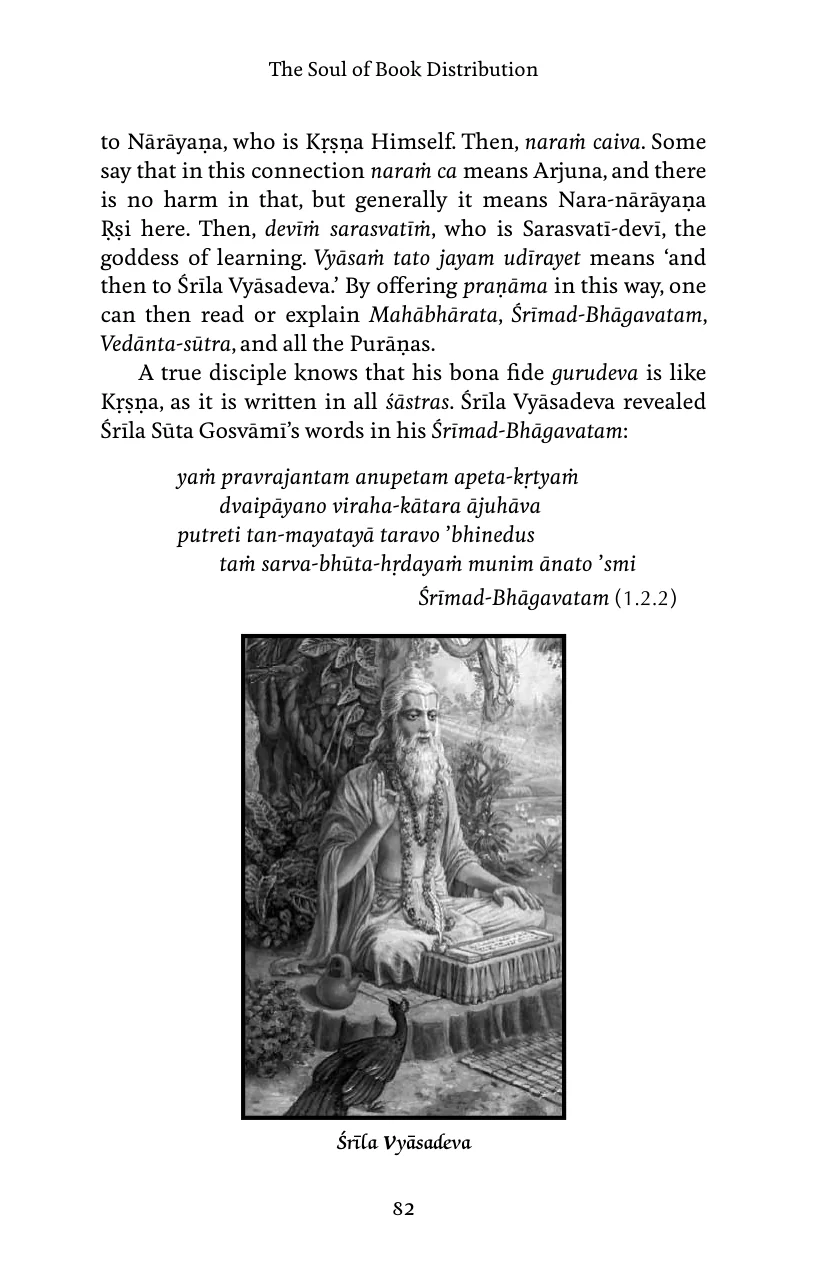 The Soul of Book Distribution
to Nārāyaṇa, who is Kṛṣṇa Himself. Then, naraṁ caiva. Some
say that in this connection naraṁ ca means Arjuna, and there
is no harm in that, but generally it means Nara-nārāyaṇa
Ṛṣi here. Then, devīṁ sarasvatīṁ, who is Sarasvatī-devī, the
goddess of learning. Vyāsaṁ tato jayam udīrayet means ‘and
then to Śrīla Vyāsadeva.’ By offering praṇāma in this way, one
can then read or explain Mahābhārata, Śrīmad-Bhāgavatam,
Vedānta-sūtra, and all the Purāṇas.
A true disciple knows that his bona fide gurudeva is like
Kṛṣṇa, as it is written in all śāstras. Śrīla Vyāsadeva revealed
Śrīla Sūta Gosvāmī’s words in his Śrīmad-Bhāgavatam:
yaṁ pravrajantam anupetam apeta-kṛtyaṁ
dvaipāyano viraha-kātara ājuhāva
putreti tan-mayatayā taravo ’bhinedus
taṁ sarva-bhūta-hṛdayaṁ munim ānato ’smi
Śrīmad-Bhāgavatam (1.2.2)
Śrīla Vyāsadeva
82